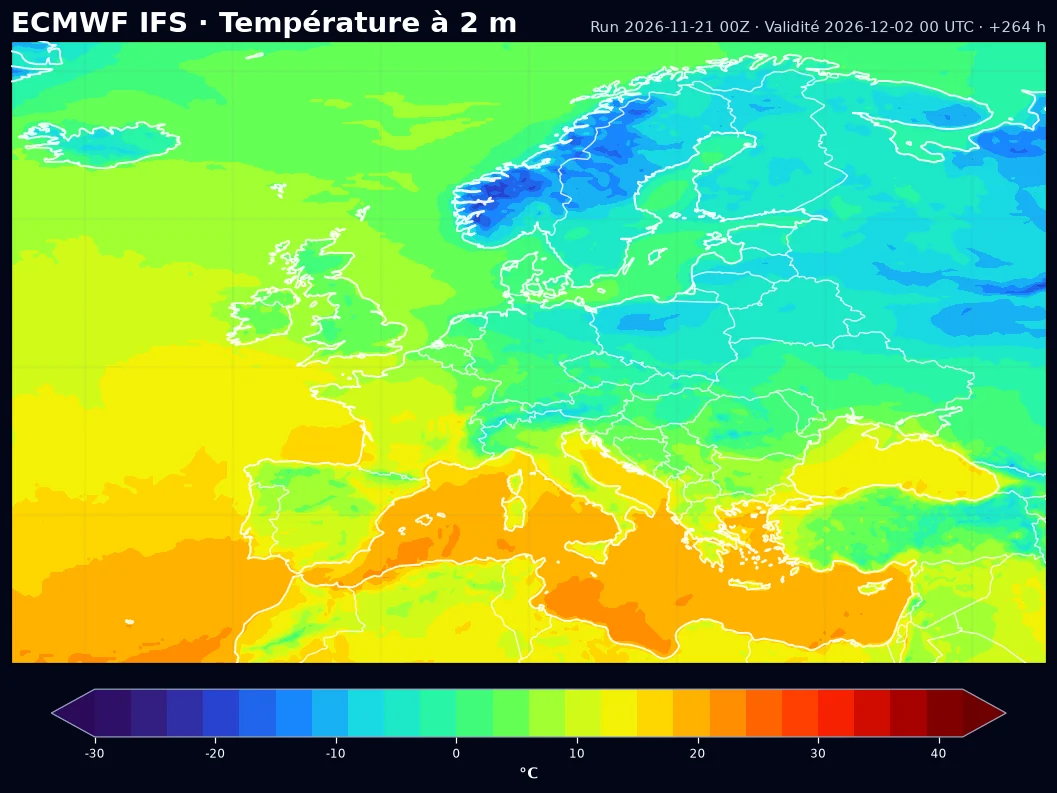 ECMWF IFS · Température à 2 m
Run 2026-11-21 00Z · Validité 2026-12-02 00 UTC · +264 h
-30 -20 -10 0 10 20 30 40
°C